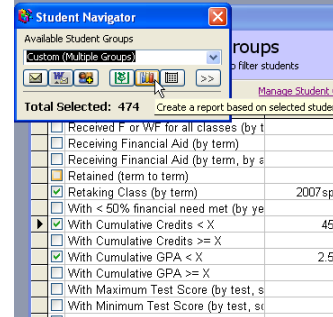 Student Navigator
Available Student Groups
Custom (Multiple Groups)
>>
Total Selected: 474
Create a report based on selected stude
roups
o filter students
Manage Student
Received F or WF for all classes (by t
Receiving Financial Aid (by term)
Receiving Financial Aid (by term, by a
Retained (term to term)
Retaking Class (by term) 2007sp
With < 50% financial need met (by ye
With Cumulative Credits < X 45
With Cumulative Credits >= X
With Cumulative GPA < X 2.5
With Cumulative GPA >= X
With Maximum Test Score (by test, s
With Minimum Test Score (by test, sc